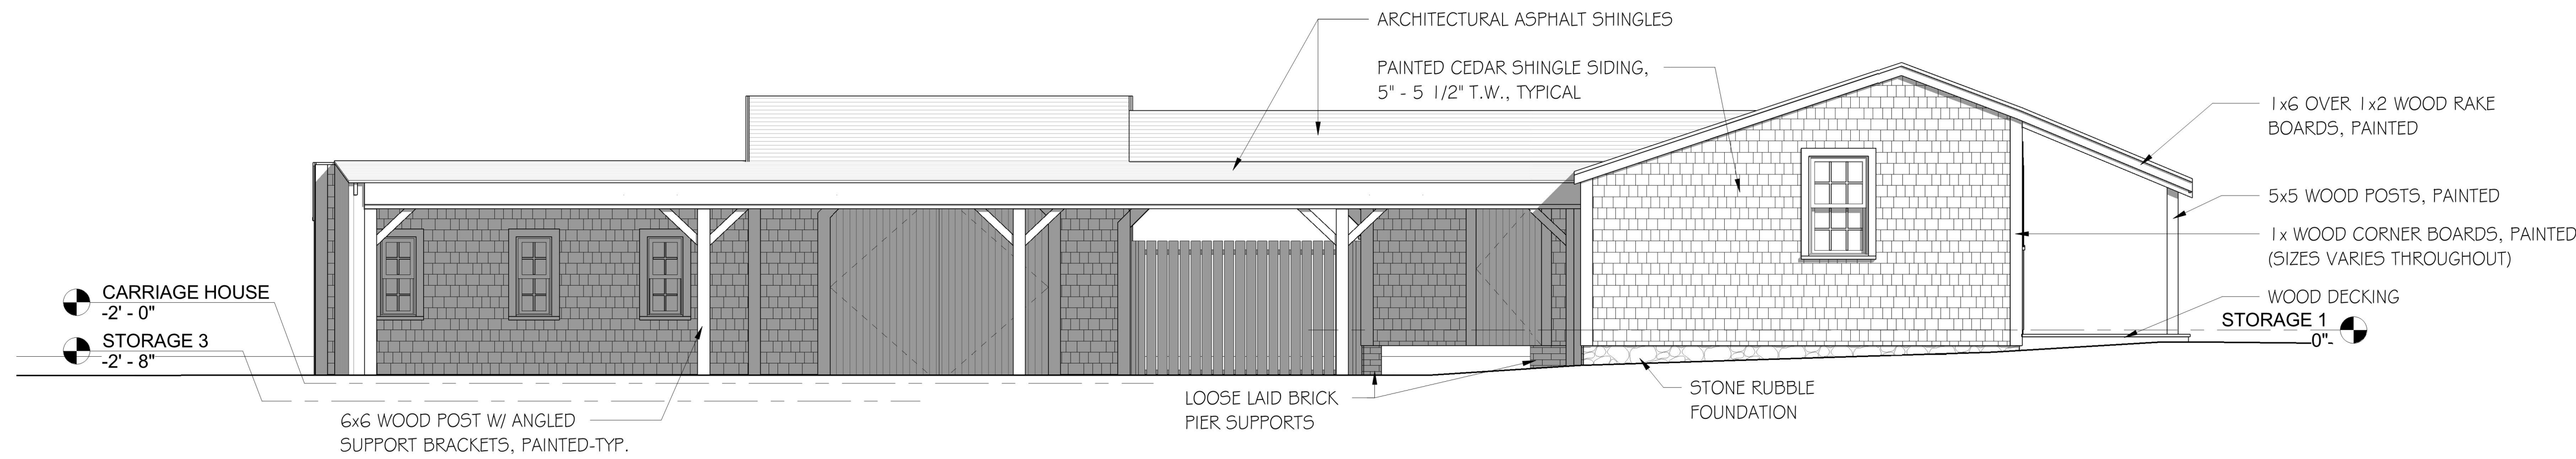 ARCHITECTURAL ASPHALT SHINGLES
PAINTED CEDAR SHINGLE SIDING,
5" - 5 1/2" T.W., TYPICAL
1x6 OVER 1x2 WOOD RAKE
BOARDS, PAINTED
5x5 WOOD POSTS, PAINTED
1x WOOD CORNER BOARDS, PAINTED
(SIZES VARIES THROUGHOUT)
WOOD DECKING
STORAGE 1
0"
CARRIAGE HOUSE
-2' - 0"
STORAGE 3
-2' - 8"
6x6 WOOD POST W/ ANGLED
SUPPORT BRACKETS, PAINTED-TYP.
LOOSE LAID BRICK
PIER SUPPORTS
STONE RUBBLE
FOUNDATION